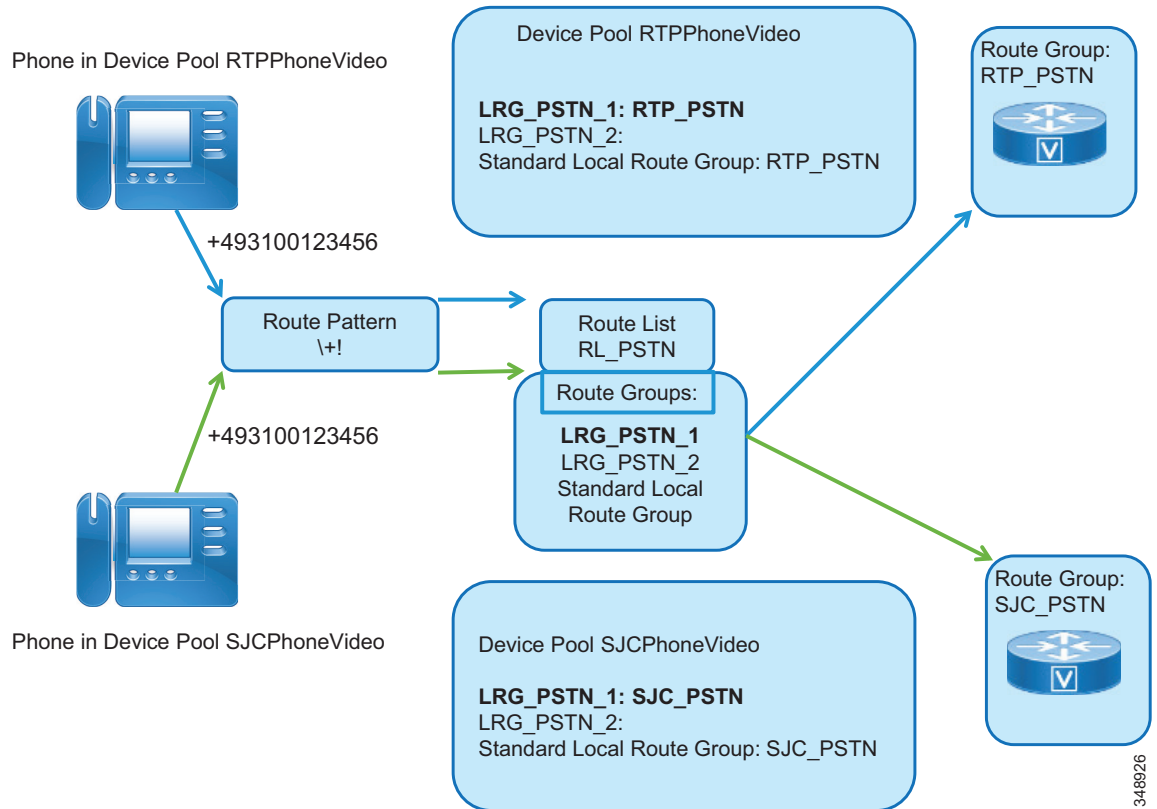 Phone in Device Pool RTPPhoneVideo
+493100123456
Device Pool RTPPhoneVideo
LRG_PSTN_1: RTP_PSTN
LRG_PSTN_2:
Standard Local Route Group: RTP_PSTN
Route Group:
RTP_PSTN
V
Route Pattern
\+!
Route List
RL_PSTN
Route Groups:
LRG_PSTN_1
LRG_PSTN_2
Standard Local
Route Group
+493100123456
Phone in Device Pool SJCPhoneVideo
Device Pool SJCPhoneVideo
LRG_PSTN_1: SJC_PSTN
LRG_PSTN_2:
Standard Local Route Group: SJC_PSTN
Route Group:
SJC_PSTN
V
348926